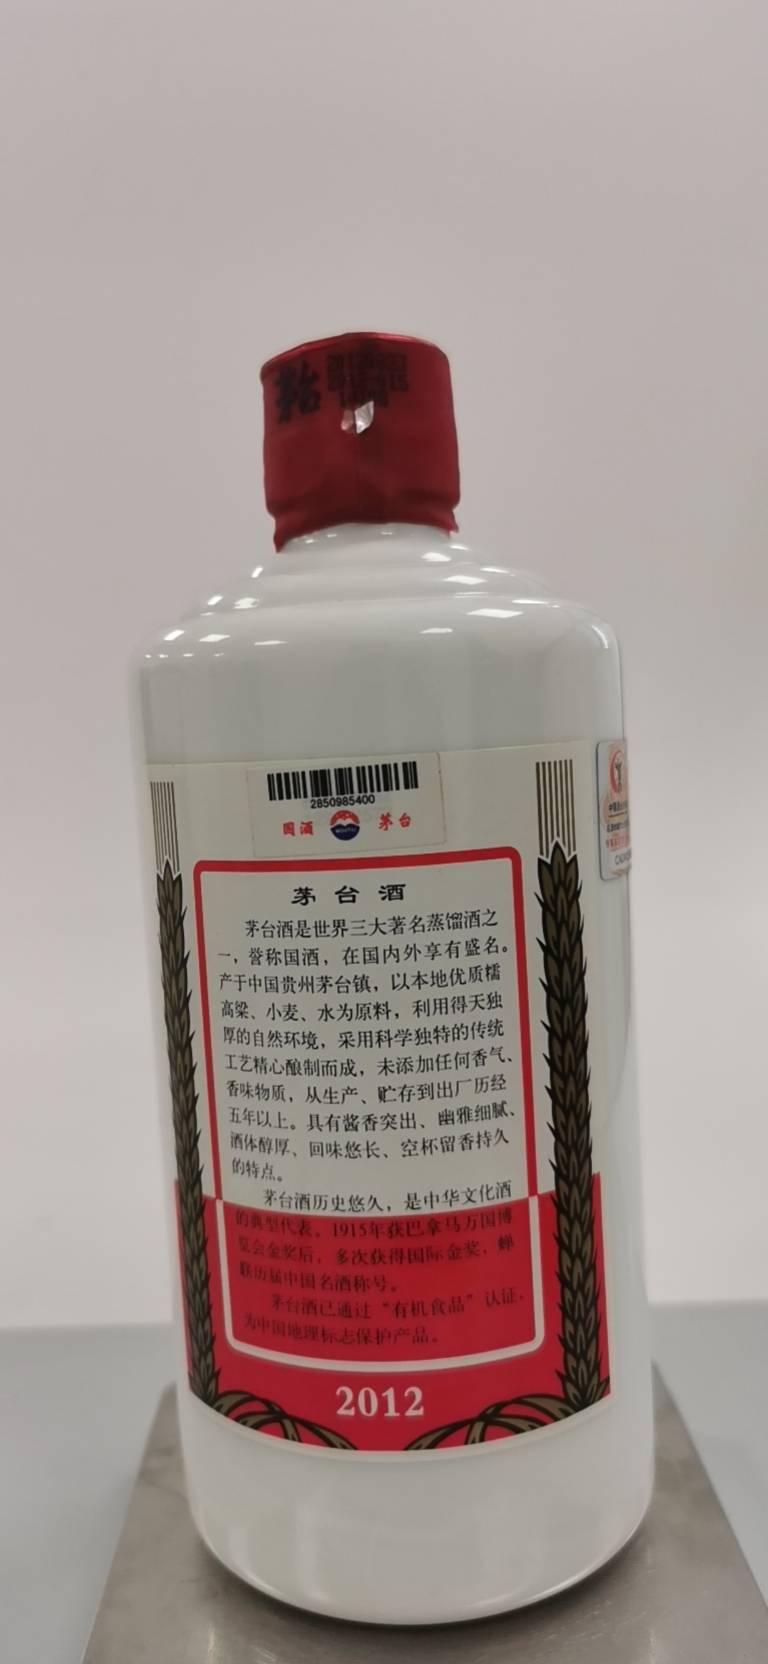 茅台
2850985400
国酒 茅台
茅台酒
茅台酒是世界三大著名蒸馏酒之
一，誉称国酒，在国内外享有盛名。
产于中国贵州茅台镇，以本地优质糯
高粱、小麦、水为原料，利用得天独
厚的自然环境，采用科学独特的传统
工艺精心酿制而成，未添加任何香气、
香味物质，从生产、贮存到出厂历经
五年以上。具有酱香突出、幽雅细腻、
酒体醇厚、回味悠长、空杯留香持久
的特点。
茅台酒历史悠久，是中华文化酒
的典型代表。1915年获巴拿马万国博
览会金奖后，多次获得国际金奖，蝉
联历届中国名酒称号。
茅台酒已通过“有机食品”认证，
为中国地理标志保护产品。
2012